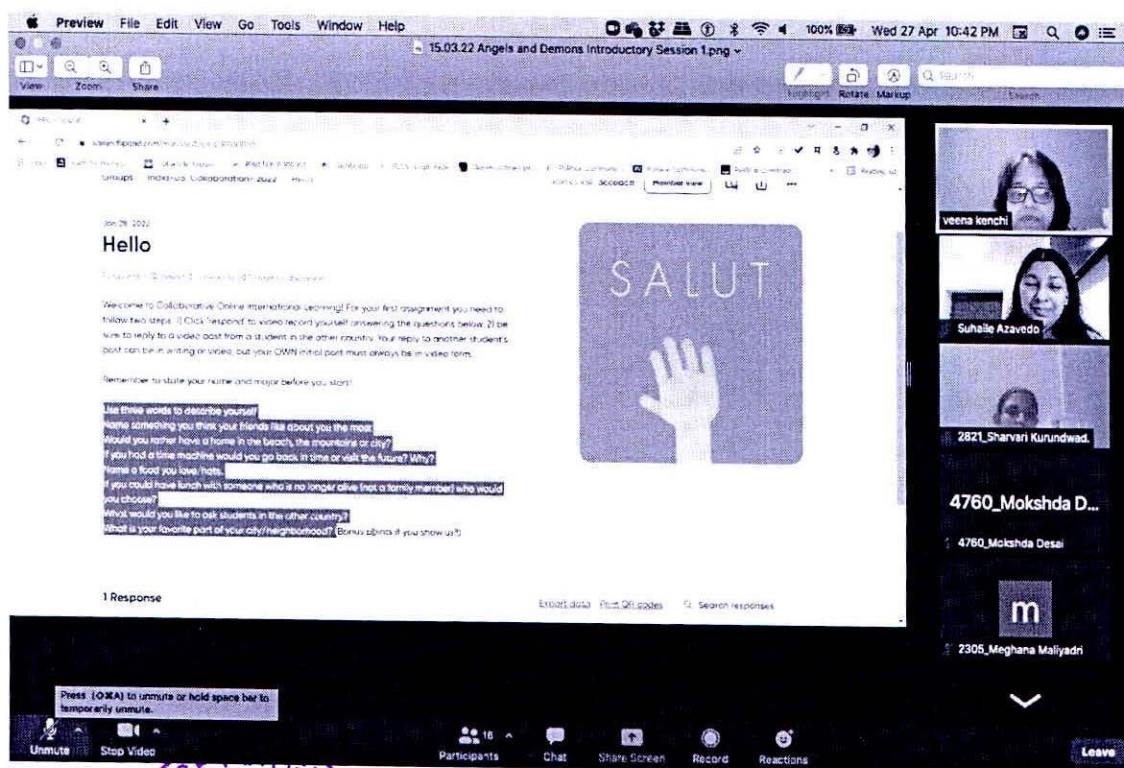 Preview File Edit View Go Tools Window Help
100% Wed 27 Apr 10:42 PM
15.03.22 Angels and Demons Introductory Session 1.png
View Zoom Share
Rotate Markup Search
Groups India-US Collaboration- 2022
Member view
Jan 28, 2022
Hello
Welcome to Collaborative Online International Learning! For your first assignment you need to
follow two steps. 1) Click 'respond' to video record yourself answering the questions below. 2) be
sure to reply to a video post from a student in the other country. Your reply to another student's
post can be in writing or video, but your OWN initial post must always be in video form.
Remember to state your name and major before you start!
Use three words to describe yourself
Name something you think your friends like about you the most
Would you rather have a home in the beach, the mountains or city?
If you had a time machine would you go back in time or visit the future? Why?
Name a food you love/hate.
If you could have lunch with someone who is no longer alive (not a family member) who would
you choose?
What would you like to ask students in the other country?
What is your favorite part of your city/neighborhood? (Bonus points if you show us!)
SALUT
1 Response
Export data Print QR codes Search responses
veena kenchi
Suhaile Azavedo
2821_Sharvari Kurundwad.
4760_Mokshda D...
4760_Mokshda Desai
m
2305_Meghana Maliyadri
Press to unmute or hold space bar to
temporarily unmute.
Unmute Stop Video Participants 16 Chat Share Screen Record Reactions Leave